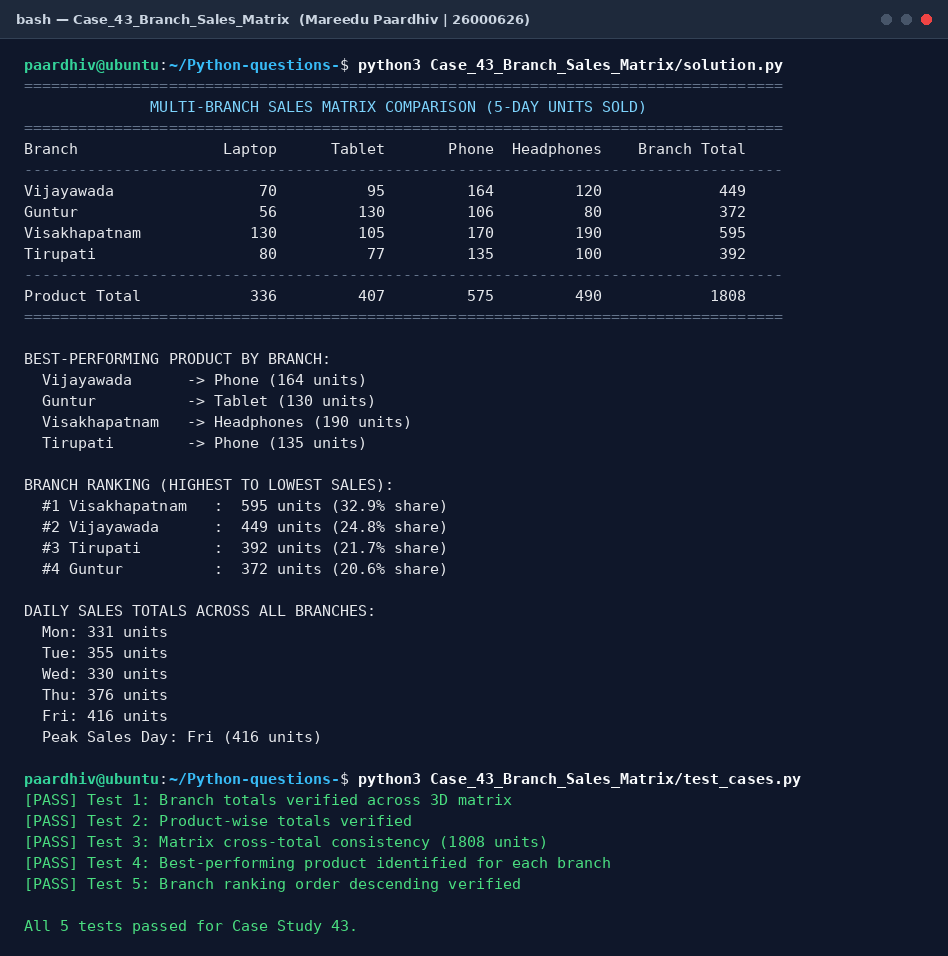 bash — Case_43_Branch_Sales_Matrix (Mareedu Paardhiv | 26000626)
paardhiv@ubuntu:~/Python-questions-$ python3 Case_43_Branch_Sales_Matrix/solution.py
====================================================================================
MULTI-BRANCH SALES MATRIX COMPARISON (5-DAY UNITS SOLD)
====================================================================================
Branch                Laptop      Tablet       Phone  Headphones    Branch Total
------------------------------------------------------------------------------------
Vijayawada                70          95         164         120             449
Guntur                    56         130         106          80             372
Visakhapatnam            130         105         170         190             595
Tirupati                  80          77         135         100             392
------------------------------------------------------------------------------------
Product Total            336         407         575         490            1808
====================================================================================
BEST-PERFORMING PRODUCT BY BRANCH:
Vijayawada      -> Phone (164 units)
Guntur          -> Tablet (130 units)
Visakhapatnam   -> Headphones (190 units)
Tirupati        -> Phone (135 units)
BRANCH RANKING (HIGHEST TO LOWEST SALES):
#1 Visakhapatnam   :  595 units (32.9% share)
#2 Vijayawada      :  449 units (24.8% share)
#3 Tirupati        :  392 units (21.7% share)
#4 Guntur          :  372 units (20.6% share)
DAILY SALES TOTALS ACROSS ALL BRANCHES:
Mon: 331 units
Tue: 355 units
Wed: 330 units
Thu: 376 units
Fri: 416 units
Peak Sales Day: Fri (416 units)
paardhiv@ubuntu:~/Python-questions-$ python3 Case_43_Branch_Sales_Matrix/test_cases.py
[PASS] Test 1: Branch totals verified across 3D matrix
[PASS] Test 2: Product-wise totals verified
[PASS] Test 3: Matrix cross-total consistency (1808 units)
[PASS] Test 4: Best-performing product identified for each branch
[PASS] Test 5: Branch ranking order descending verified
All 5 tests passed for Case Study 43.